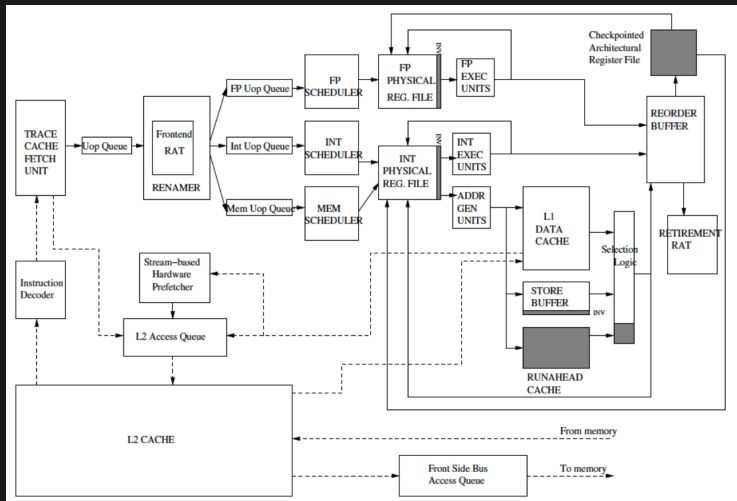 Checkpointed
Architectural
Register File
FP Uop Queue
FP
SCHEDULER
FP
PHYSICAL
REG. FILE
INV
FP
EXEC
UNITS
REORDER
BUFFER
TRACE
CACHE
FETCH
UNIT
Uop Queue
Frontend
RAT
RENAMER
Int Uop Queue
INT
SCHEDULER
INT
PHYSICAL
REG. FILE
INV
INT
EXEC
UNITS
Mem Uop Queue
MEM
SCHEDULER
ADDR
GEN
UNITS
L1
DATA
CACHE
Selection
Logic
RETIREMENT
RAT
Instruction
Decoder
Stream-based
Hardware
Prefetcher
STORE
BUFFER
INV
L2 Access Queue
RUNAHEAD
CACHE
L2 CACHE
From memory
Front Side Bus
Access Queue
To memory